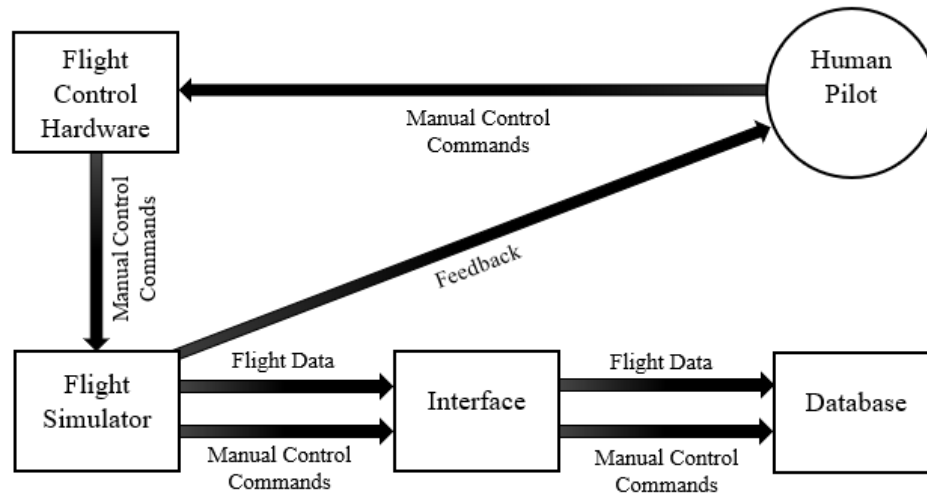 Flight
Control
Hardware
Human
Pilot
Manual Control
Commands
Manual Control
Commands
Feedback
Flight
Simulator
Flight Data
Manual Control
Commands
Interface
Flight Data
Manual Control
Commands
Database